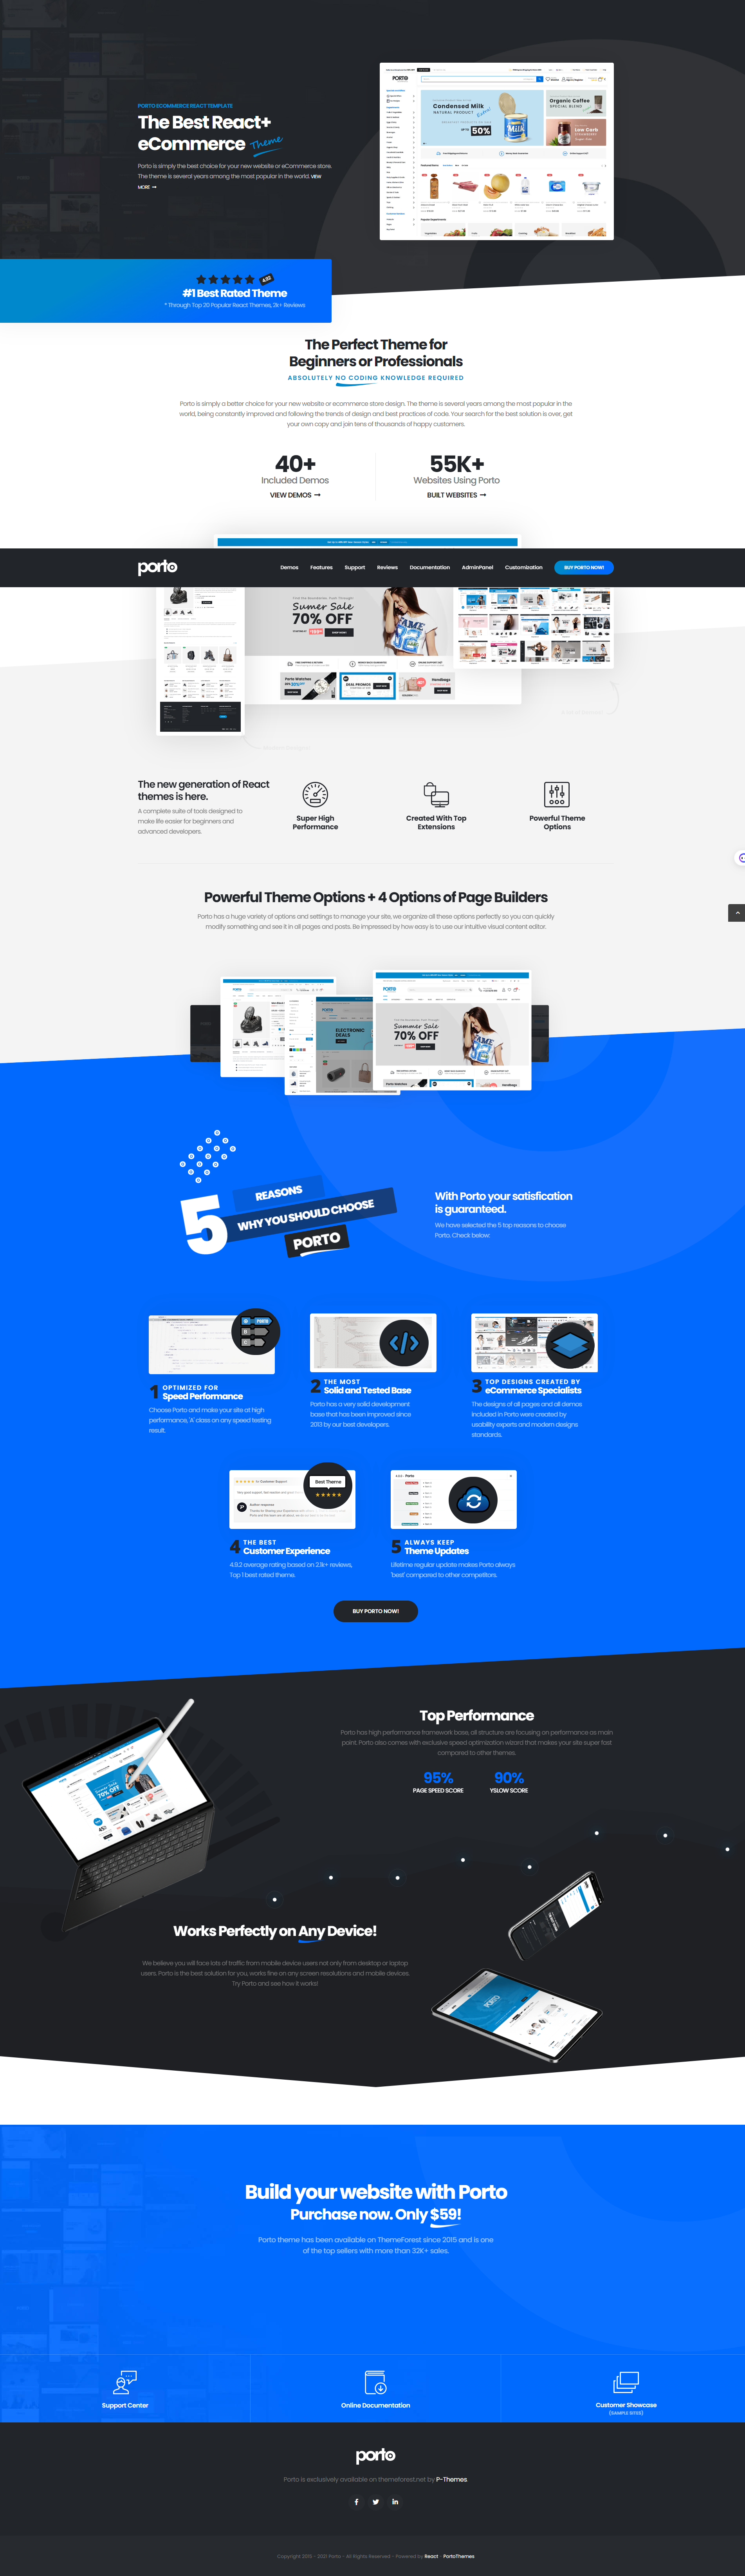 PORTO ECOMMERCE REACT TEMPLATE
The Best React+
eCommerce Theme
Porto is simply the best choice for your new website or eCommerce store.
The theme is several years among the most popular in the world. VIEW
MORE
PORTO
Condensed Milk
NATURAL PRODUCT Extra!
50%
Organic Coffee
SPECIAL BLEND
Low Carb
4.92
#1 Best Rated Theme
* Through Top 20 Popular React Themes, 2k+ Reviews
The Perfect Theme for
Beginners or Professionals
ABSOLUTELY NO CODING KNOWLEDGE REQUIRED
Porto is simply a better choice for your new website or ecommerce store design. The theme is several years among the most popular in the
world, being constantly improved and following the trends of design and best practices of code. Your search for the best solution is over, get
your own copy and join tens of thousands of happy customers.
40+
Included Demos
VIEW DEMOS
55K+
Websites Using Porto
BUILT WEBSITES
porto
Demos
Features
Support
Reviews
Documentation
AdminPanel
Customization
BUY PORTO NOW!
Find the Boundaries. Push Through!
Summer Sale
70% OFF
Porto Watches
DEAL PROMOS
Handbags
The new generation of React
themes is here.
A complete suite of tools designed to
make life easier for beginners and
advanced developers.
Super High
Performance
Created With Top
Extensions
Powerful Theme
Options
Powerful Theme Options + 4 Options of Page Builders
Porto has a huge variety of options and settings to manage your site, we organize all these options perfectly so you can quickly
modify something and see it in all pages and posts. Be impressed by how easy is to use our intuitive visual content editor.
ELECTRONIC
DEALS
PORTO
Find the Boundaries. Push Through!
Summer Sale
70% OFF
5
REASONS
WHY YOU SHOULD CHOOSE
PORTO
With Porto your satisfication
is guaranteed.
We have selected the 5 top reasons to choose
Porto. Check below:
1 OPTIMIZED FOR
Speed Performance
Choose Porto and make your site at high
performance, 'A' class on any speed testing
result.
2 THE MOST
Solid and Tested Base
Porto has a very solid development
base that has been improved since
2013 by our best developers.
3 TOP DESIGNS CREATED BY
eCommerce Specialists
The designs of all pages and all demos
included in Porto were created by
usability experts and modern designs
standards.
Best Theme
4 THE BEST
Customer Experience
4.9.2 average rating based on 2.1k+ reviews,
Top 1 best rated theme.
5 ALWAYS KEEP
Theme Updates
Lifetime regular update makes Porto always
'best' compared to other competitors.
BUY PORTO NOW!
Top Performance
Porto has high performance framework base, all structure are focusing on performance as main
point. Porto also comes with exclusive speed optimization wizard that makes your site super fast
compared to other themes.
95%
PAGE SPEED SCORE
90%
YSLOW SCORE
Works Perfectly on Any Device!
We believe you will face lots of traffic from mobile device users not only from desktop or laptop
users. Porto is the best solution for you, works fine on any screen resolutions and mobile devices.
Try Porto and see how it works!
Build your website with Porto
Purchase now. Only $59!
Porto theme has been available on ThemeForest since 2015 and is one
of the top sellers with more than 32K+ sales.
Support Center
Online Documentation
Customer Showcase
(SAMPLE SITES)
porto
Porto is exclusively available on themeforest.net by P-Themes.
Copyright 2015 - 2021 Porto - All Rights Reserved - Powered by React - PortoThemes